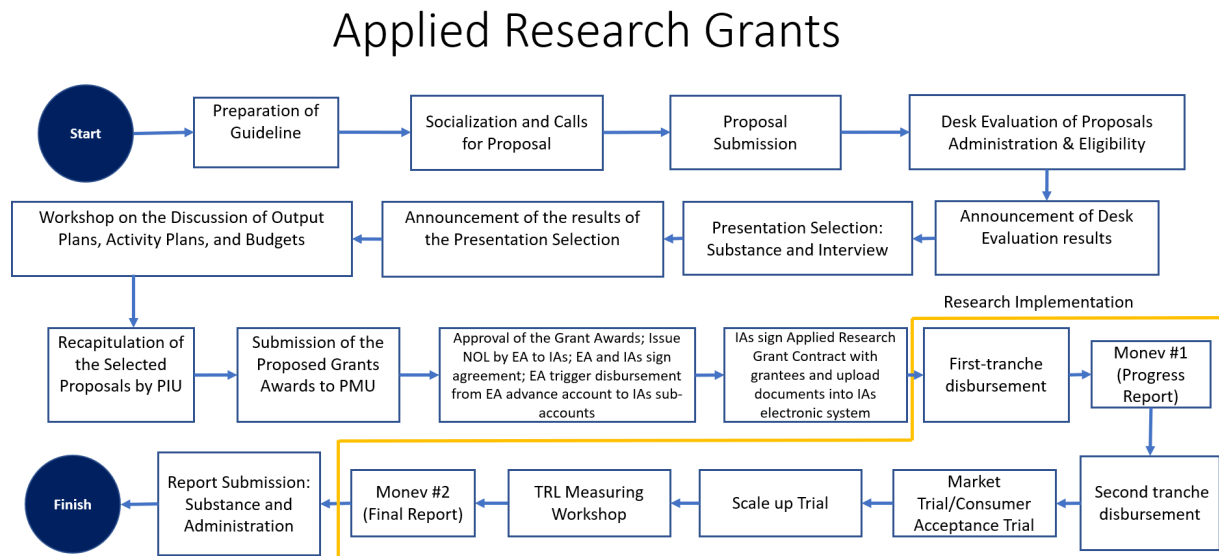 Applied Research Grants
Start
Preparation of
Guideline
Socialization and Calls
for Proposal
Proposal
Submission
Desk Evaluation of Proposals
Administration & Eligibility
Announcement of Desk
Evaluation results
Presentation Selection:
Substance and Interview
Announcement of the results of
the Presentation Selection
Workshop on the Discussion of Output
Plans, Activity Plans, and Budgets
Recapitulation of
the Selected
Proposals by PIU
Submission of the
Proposed Grants
Awards to PMU
Approval of the Grant Awards; Issue
NOL by EA to IAs; EA and IAs sign
agreement; EA trigger disbursement
from EA advance account to IAs sub-
accounts
IAs sign Applied Research
Grant Contract with
grantees and upload
documents into IAs
electronic system
Research Implementation
First-tranche
disbursement
Monev #1
(Progress
Report)
Second tranche
disbursement
Market
Trial/Consumer
Acceptance Trial
Scale up Trial
TRL Measuring
Workshop
Monev #2
(Final Report)
Report Submission:
Substance and
Administration
Finish